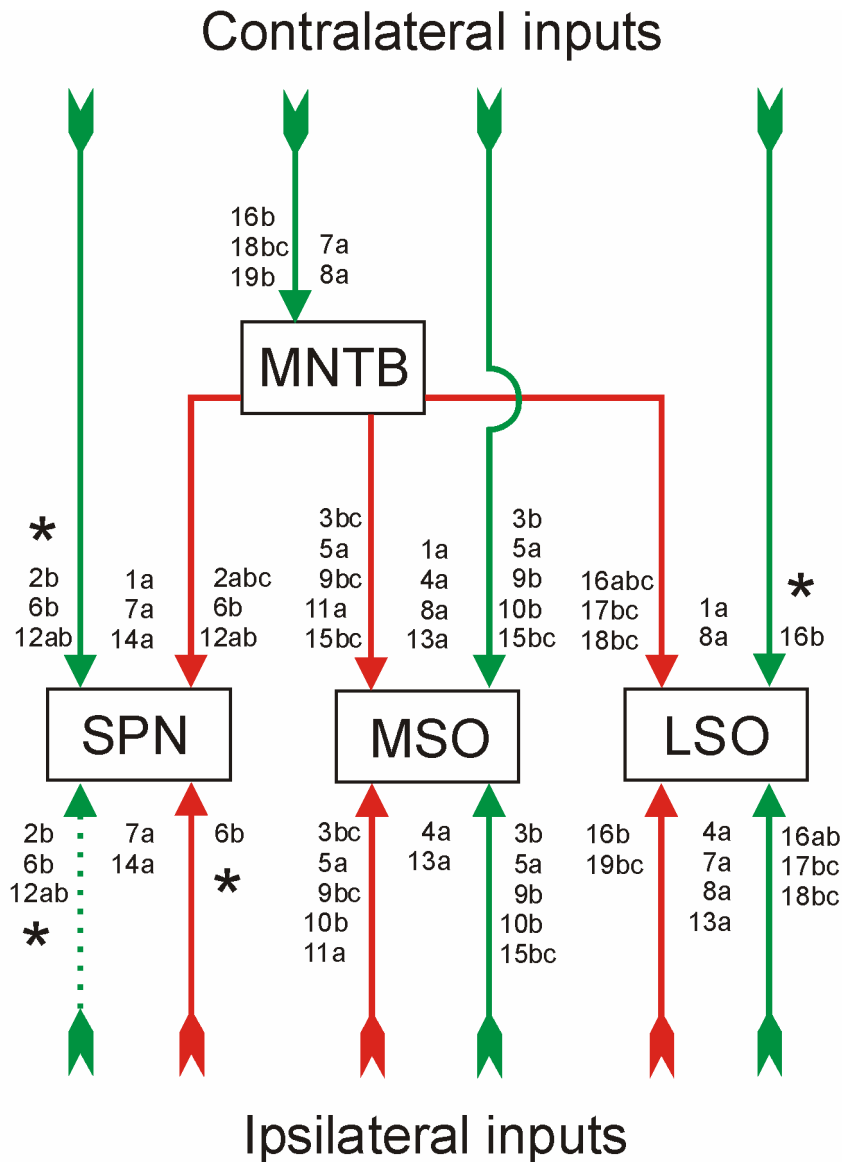 Contralateral inputs
16b
18bc
19b
7a
8a
MNTB
*
2b
6b
12ab
1a
7a
14a
2abc
6b
12ab
3bc
5a
9bc
11a
15bc
1a
4a
8a
13a
3b
5a
9b
10b
15bc
16abc
17bc
18bc
1a
8a
*
16b
SPN
MSO
LSO
2b
6b
12ab
*
7a
14a
6b
*
3bc
5a
9bc
10b
11a
4a
13a
3b
5a
9b
10b
15bc
16b
19bc
4a
7a
8a
13a
16ab
17bc
18bc
Ipsilateral inputs